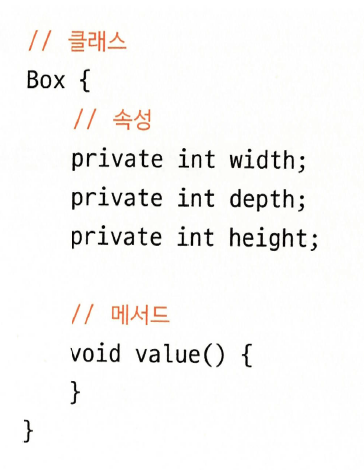 // 클래스
Box {
    // 속성
    private int width;
    private int depth;
    private int height;

    // 메서드
    void value() {
    }
}